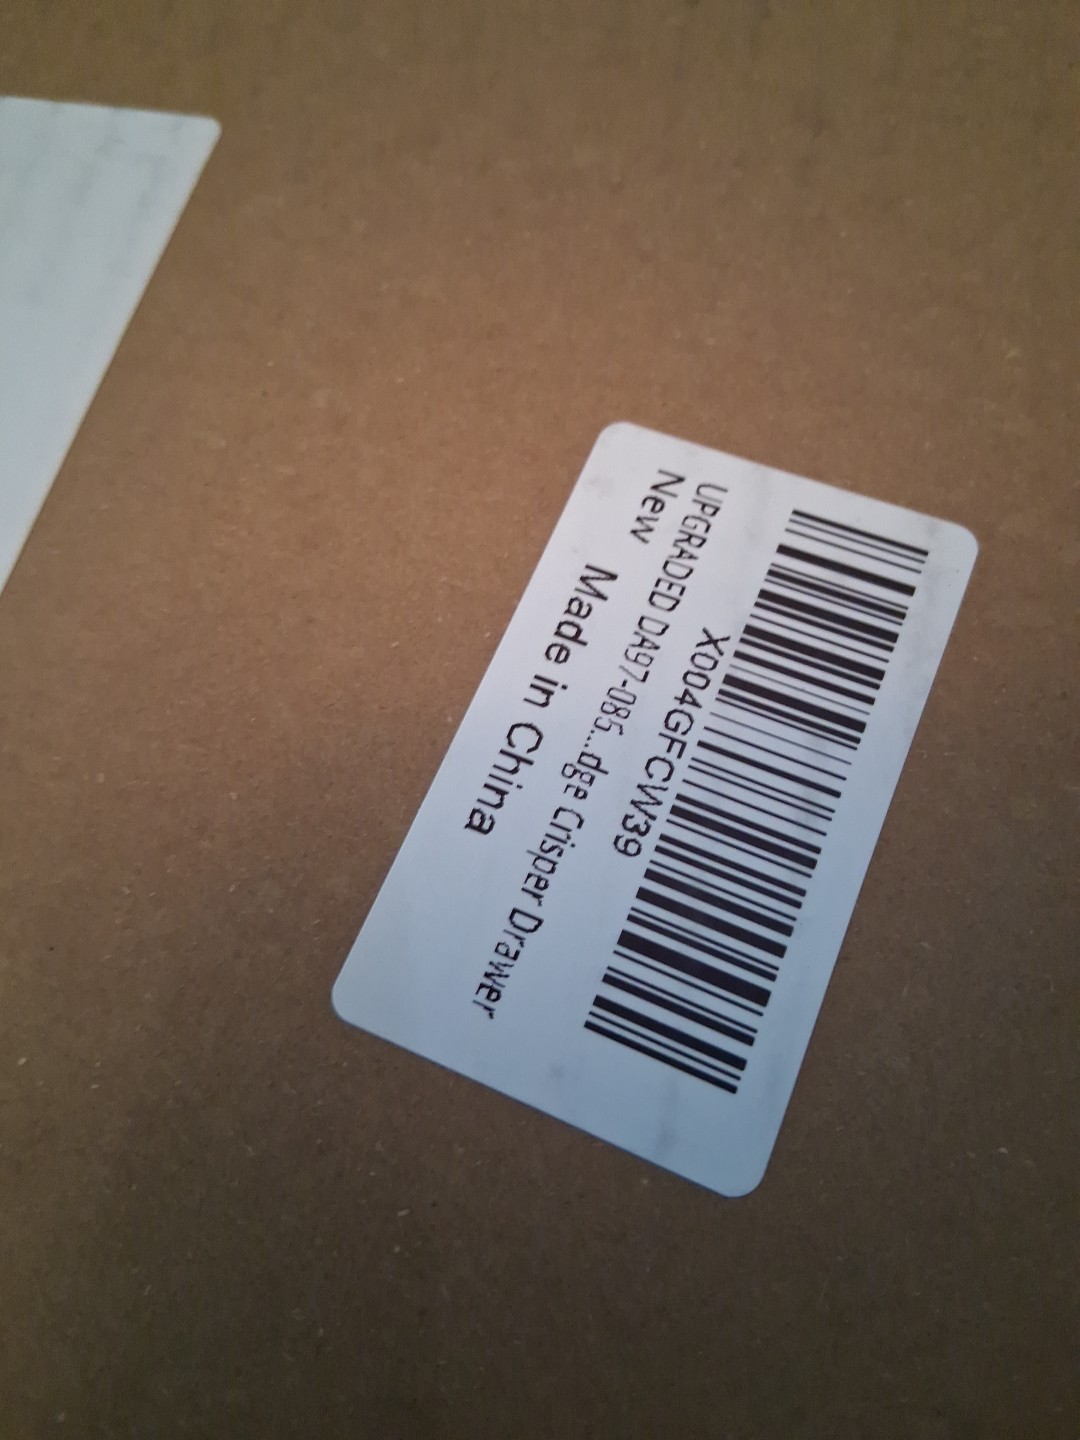 X004GFCW39
UPGRADED DA97-085...dge Crisper Drawer
New
Made in China